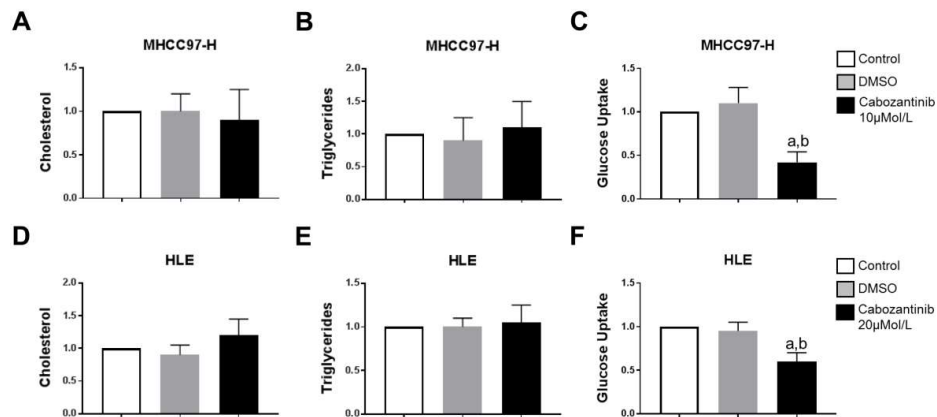 A
MHCC97-H
Cholesterol
1.5
1.0
0.5
0.0
B
MHCC97-H
Triglycerides
2.0
1.5
1.0
0.5
0.0
C
MHCC97-H
Glucose Uptake
1.5
1.0
0.5
0.0
a,b
Control
DMSO
Cabozantinib
10µMol/L
D
HLE
Cholesterol
2.0
1.5
1.0
0.5
0.0
E
HLE
Triglycerides
1.5
1.0
0.5
0.0
F
HLE
Glucose Uptake
1.5
1.0
0.5
0.0
a,b
Control
DMSO
Cabozantinib
20µMol/L